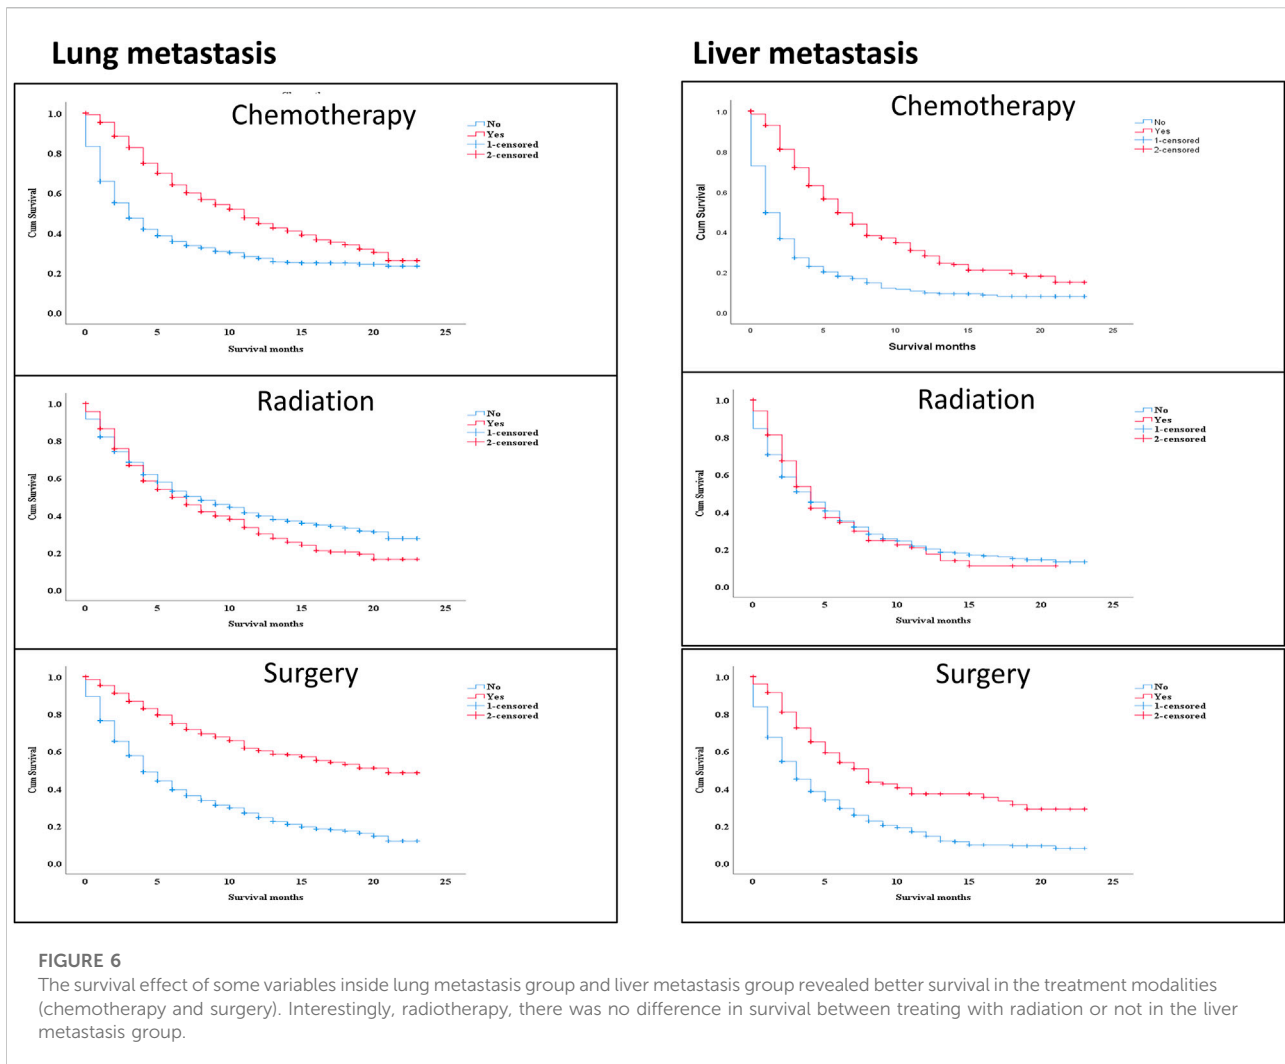 Lung metastasis
Liver metastasis
Chemotherapy
No
Yes
1-censored
2-censored
Cum Survival
1.0
0.8
0.6
0.4
0.2
0.0
0 5 10 15 20 25
Survival months
Chemotherapy
No
Yes
1-censored
2-censored
Cum Survival
1.0
0.8
0.6
0.4
0.2
0.0
0 5 10 15 20 25
Survival months
Radiation
No
Yes
1-censored
2-censored
Cum Survival
1.0
0.8
0.6
0.4
0.2
0.0
0 5 10 15 20 25
Survival months
Radiation
No
Yes
1-censored
2-censored
Cum Survival
1.0
0.8
0.6
0.4
0.2
0.0
0 5 10 15 20 25
Survival months
Surgery
No
Yes
1-censored
2-censored
Cum Survival
1.0
0.8
0.6
0.4
0.2
0.0
0 5 10 15 20 25
Survival months
Surgery
No
Yes
1-censored
2-censored
Cum Survival
1.0
0.8
0.6
0.4
0.2
0.0
0 5 10 15 20 25
Survival months
FIGURE 6
The survival effect of some variables inside lung metastasis group and liver metastasis group revealed better survival in the treatment modalities
(chemotherapy and surgery). Interestingly, radiotherapy, there was no difference in survival between treating with radiation or not in the liver
metastasis group.